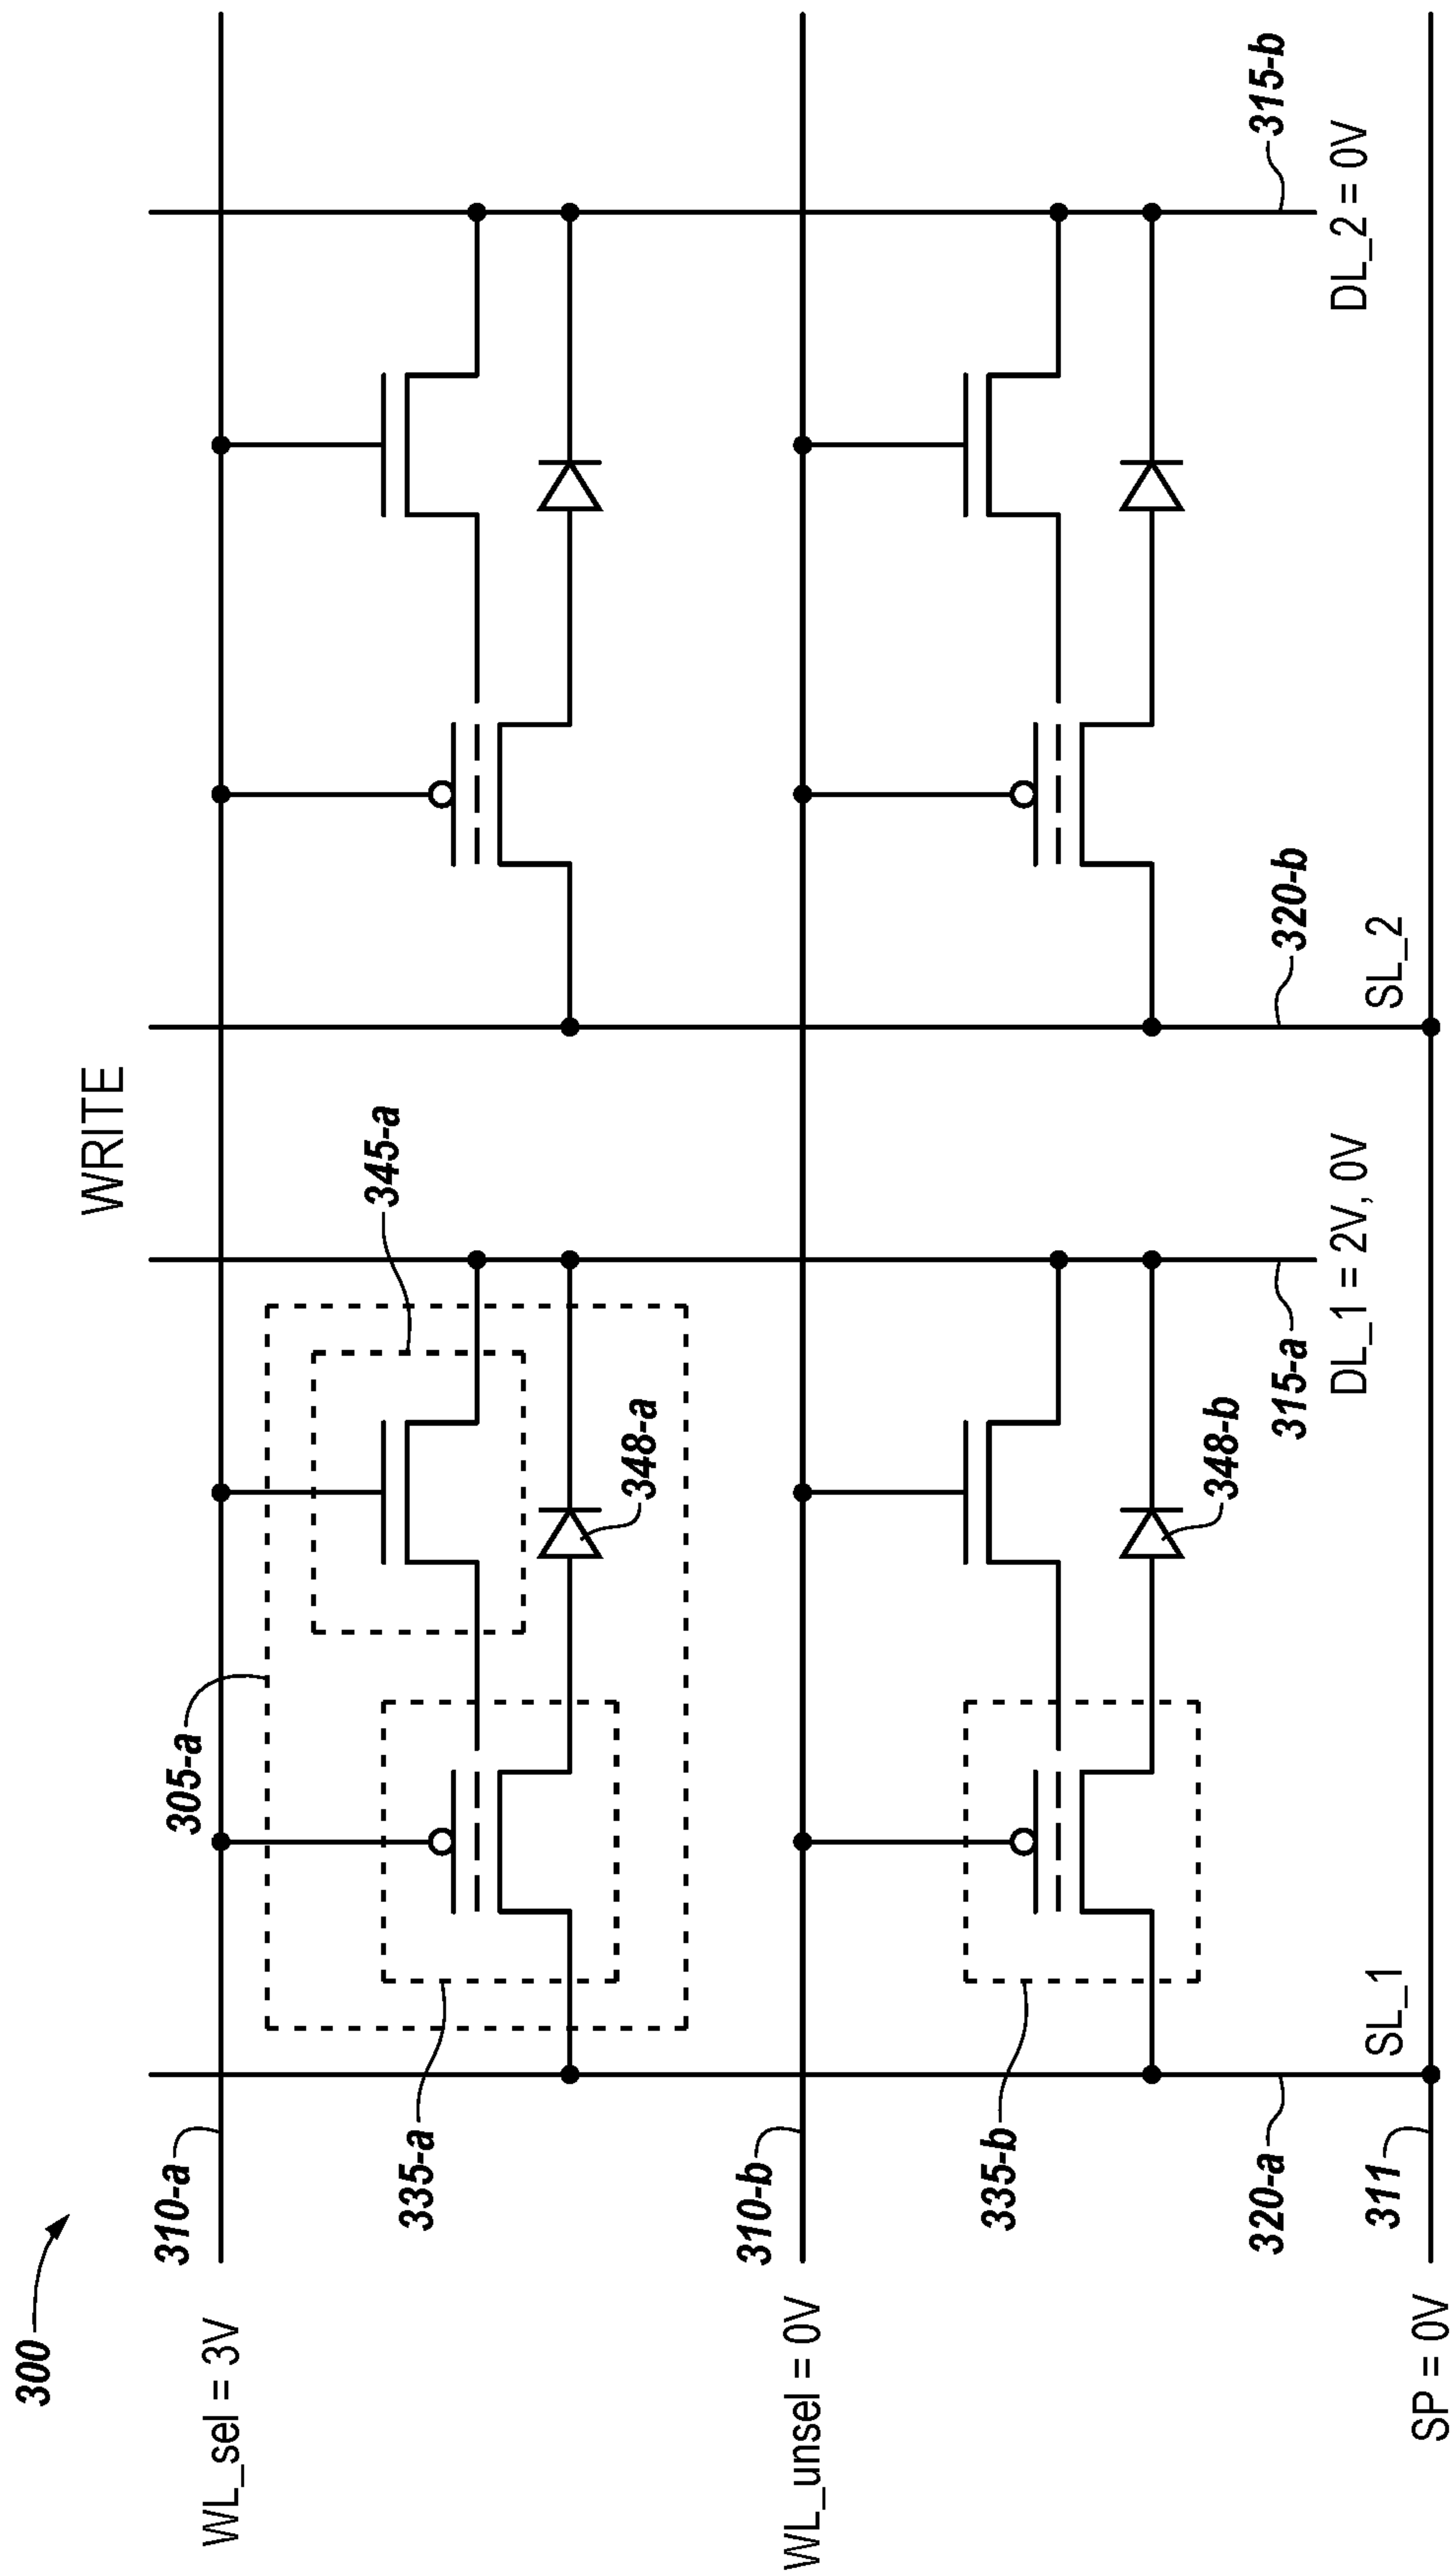 300
WRITE
WL_sel = 3V
310-a
305-a
345-a
335-a
348-a
WL_unsel = 0V
310-b
335-b
348-b
320-a
SL_1
315-a
DL_1 = 2V, 0V
320-b
SL_2
315-b
DL_2 = 0V
SP = 0V
311